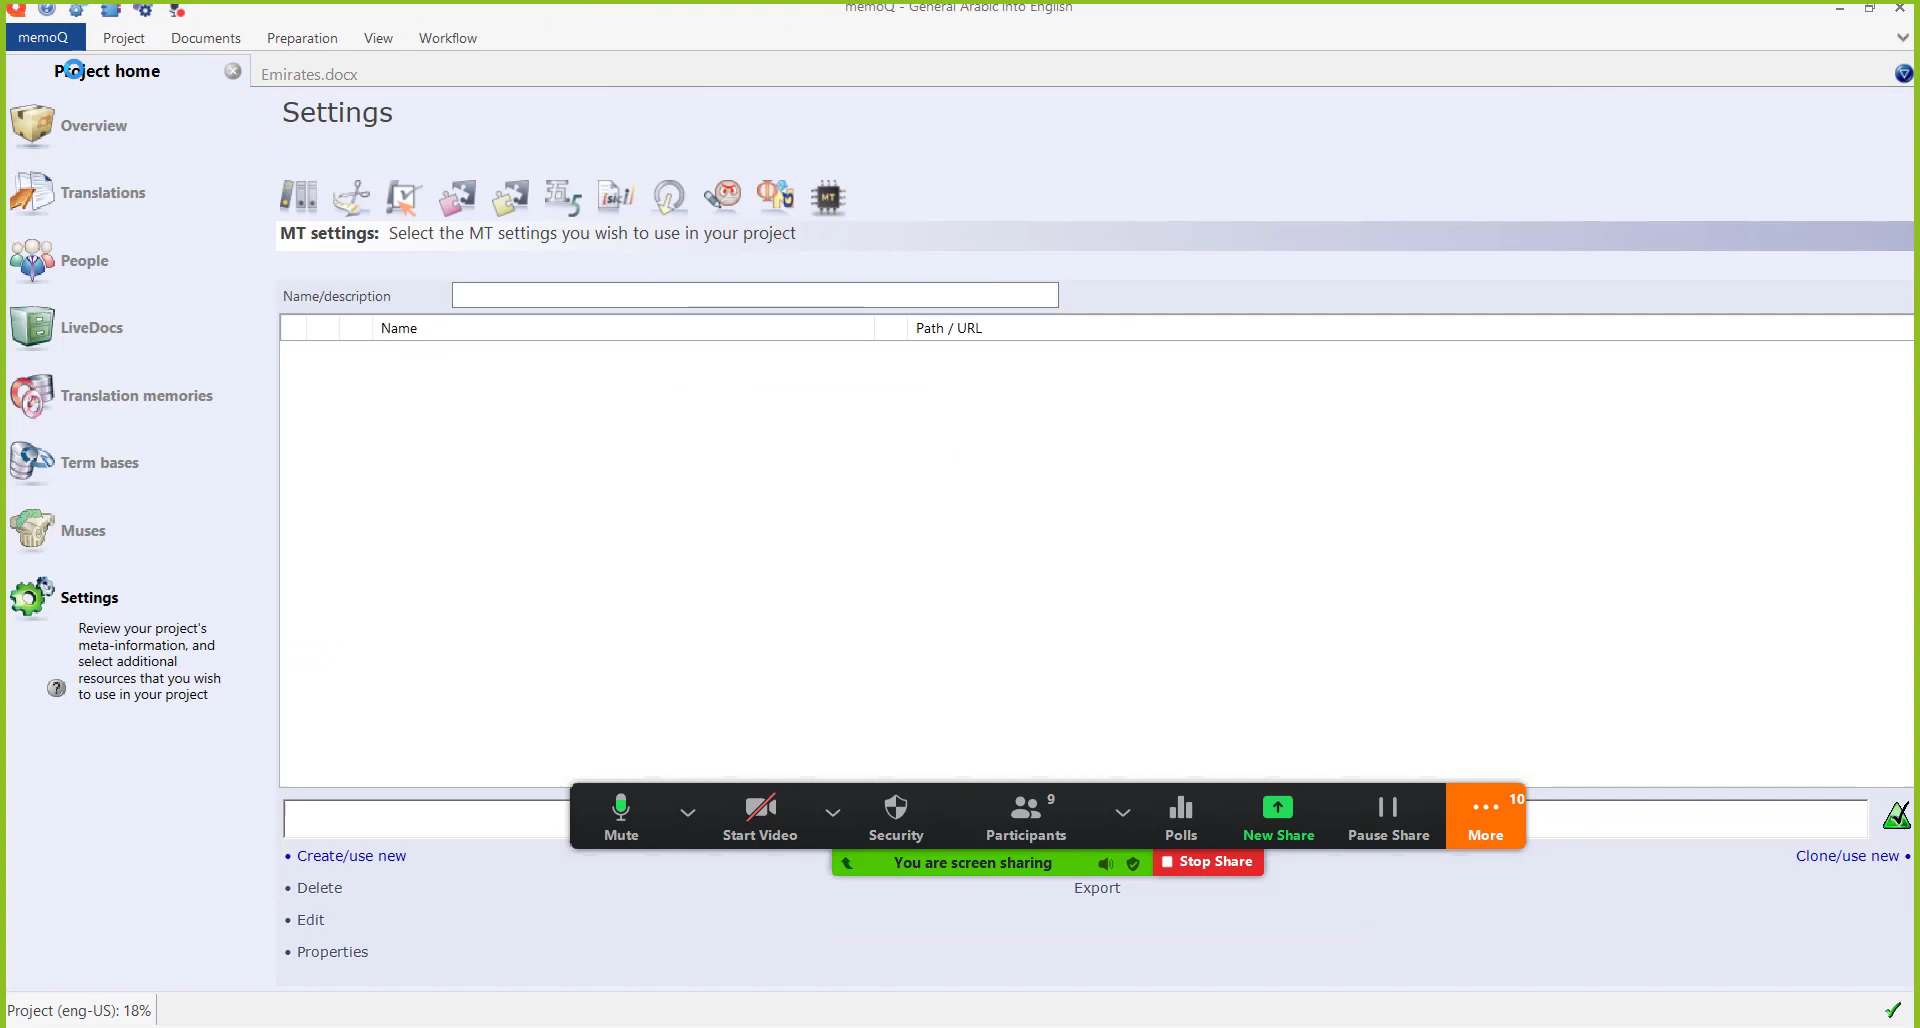 memoQ - General Arabic into English
memoQ Project Documents Preparation View Workflow
Project home
Emirates.docx
Overview
Translations
People
LiveDocs
Translation memories
Term bases
Muses
Settings
Review your project's
meta-information, and
select additional
resources that you wish
to use in your project
?
Settings
五5
[sic!]
MT
MT settings: Select the MT settings you wish to use in your project
Name/description
Name Path / URL
Mute
Start Video
Security
9
Participants
Polls
New Share
Pause Share
10
More
You are screen sharing
Stop Share
• Create/use new
Clone/use new •
• Delete
Export
• Edit
• Properties
Project (eng-US): 18%